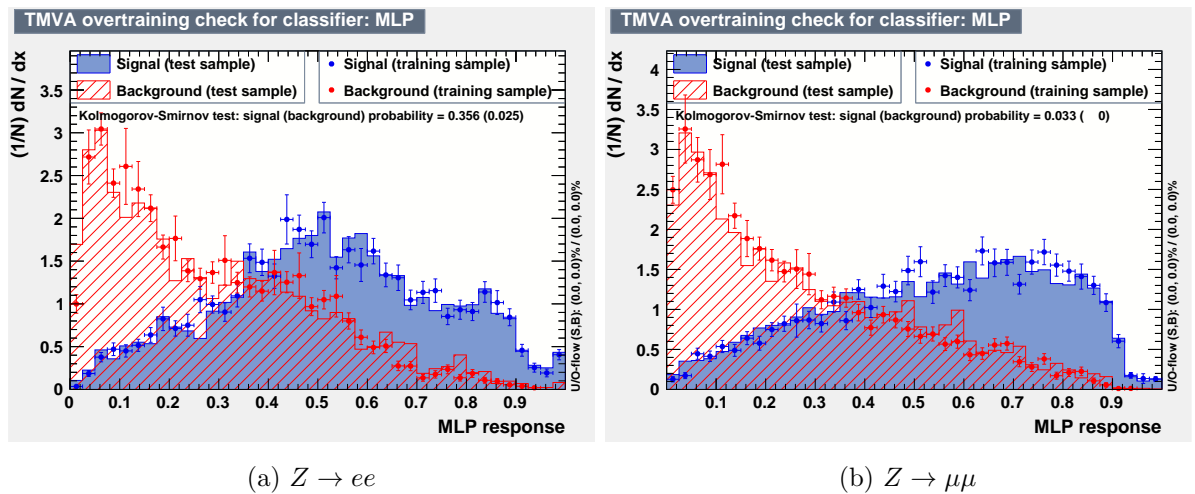 TMVA overtraining check for classifier: MLP
Signal (test sample)
Background (test sample)
Signal (training sample)
Background (training sample)
Kolmogorov-Smirnov test: signal (background) probability = 0.356 (0.025)
(1/N) dN / dx
3.5
3
2.5
2
1.5
1
0.5
0
0 0.1 0.2 0.3 0.4 0.5 0.6 0.7 0.8 0.9
MLP response
U/O-flow (S,B): (0.0, 0.0)% / (0.0, 0.0)%
(a) Z → ee
TMVA overtraining check for classifier: MLP
Signal (test sample)
Background (test sample)
Signal (training sample)
Background (training sample)
Kolmogorov-Smirnov test: signal (background) probability = 0.033 ( 0)
(1/N) dN / dx
4
3.5
3
2.5
2
1.5
1
0.5
0
0.1 0.2 0.3 0.4 0.5 0.6 0.7 0.8 0.9 1
MLP response
U/O-flow (S,B): (0.0, 0.0)% / (0.0, 0.0)%
(b) Z → μμ